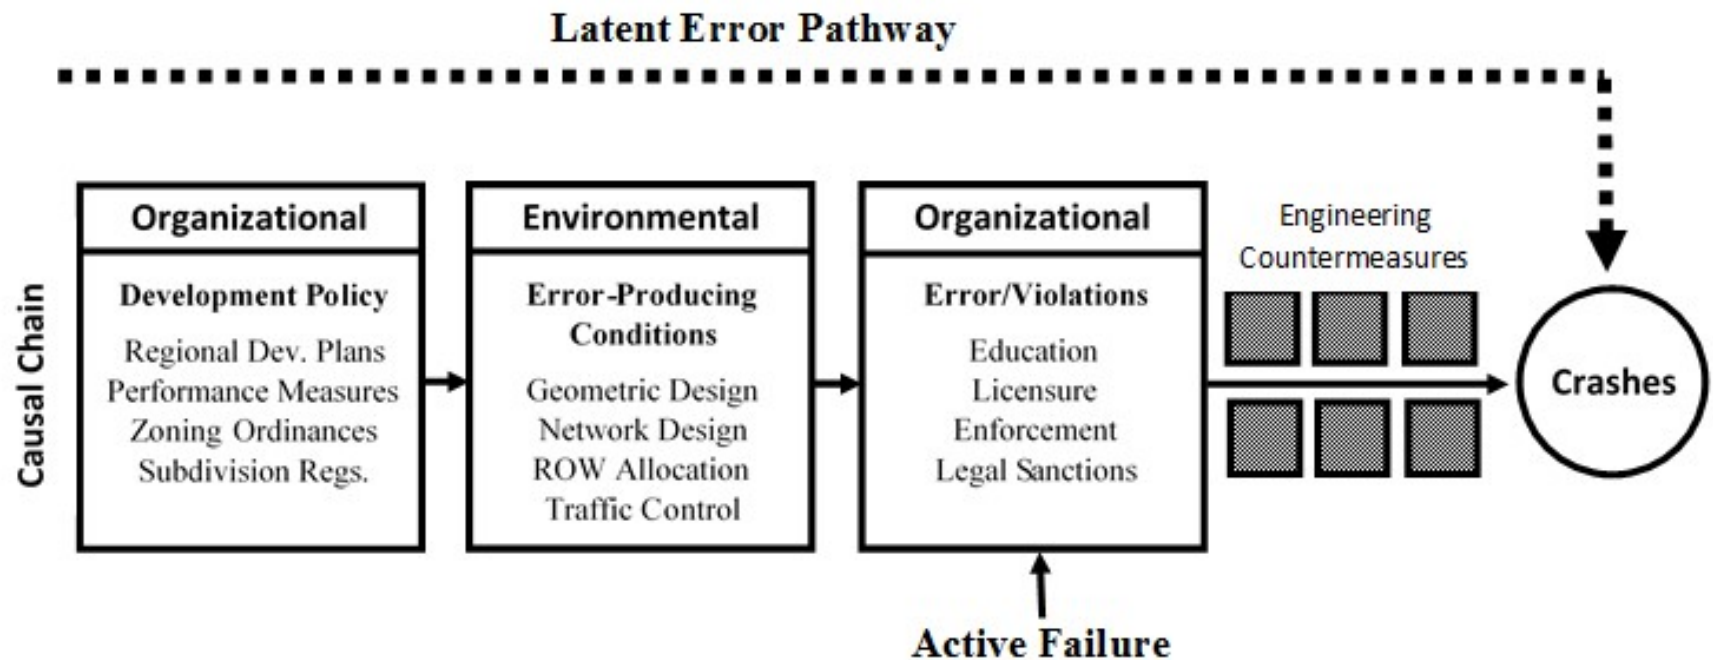 Latent Error Pathway
Causal Chain
Organizational
Development Policy
Regional Dev. Plans
Performance Measures
Zoning Ordinances
Subdivision Regs.
Environmental
Error-Producing
Conditions
Geometric Design
Network Design
ROW Allocation
Traffic Control
Organizational
Error/Violations
Education
Licensure
Enforcement
Legal Sanctions
Engineering
Countermeasures
Crashes
Active Failure